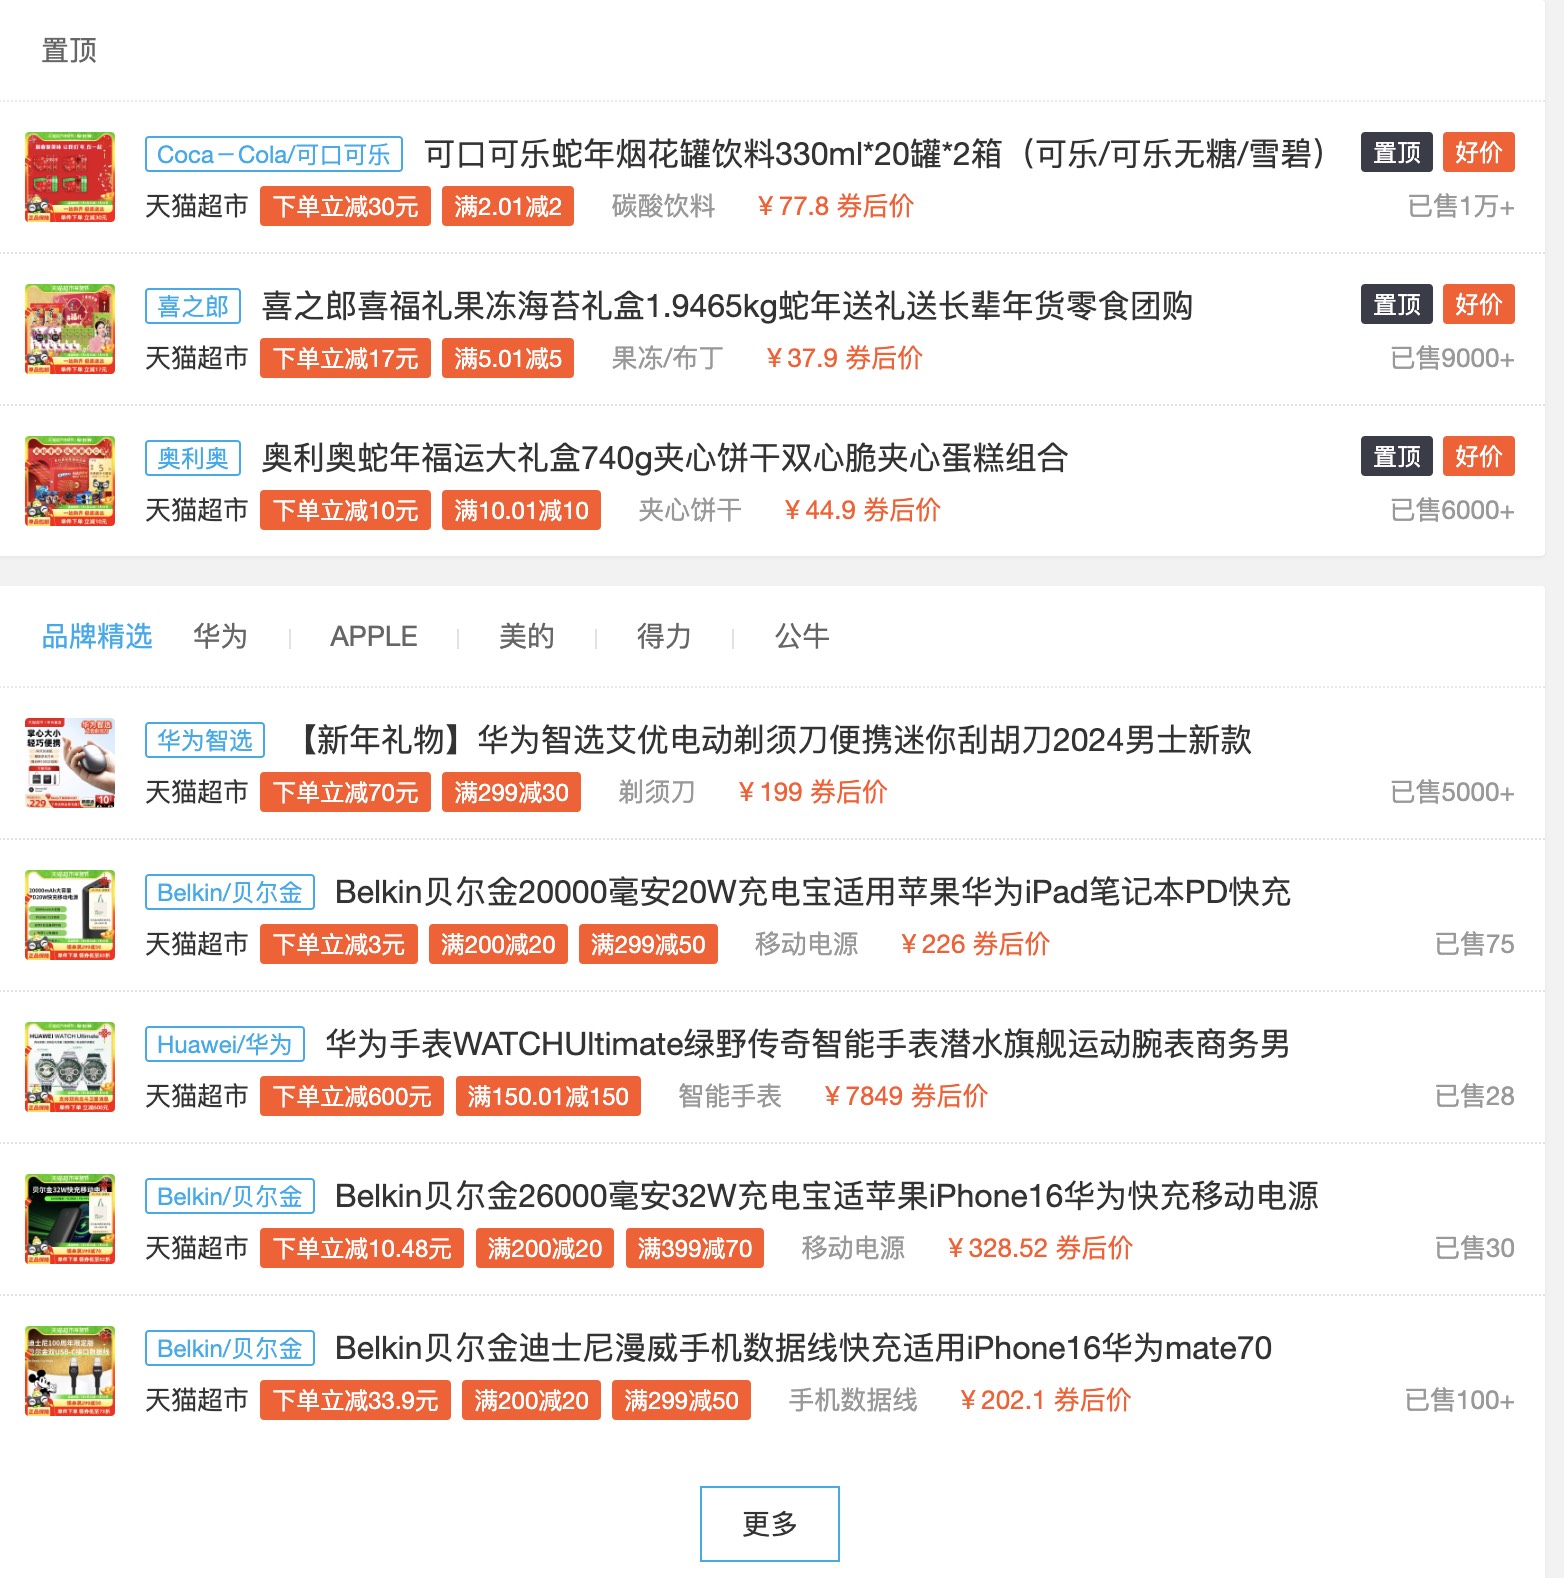 置顶
Coca－Cola/可口可乐 可口可乐蛇年烟花罐饮料330ml*20罐*2箱（可乐/可乐无糖/雪碧） 置顶 好价
天猫超市 下单立减30元 满2.01减2 碳酸饮料 ￥77.8 券后价 已售1万+
喜之郎 喜之郎喜福礼果冻海苔礼盒1.9465kg蛇年送礼送长辈年货零食团购 置顶 好价
天猫超市 下单立减17元 满5.01减5 果冻/布丁 ￥37.9 券后价 已售9000+
奥利奥 奥利奥蛇年福运大礼盒740g夹心饼干双心脆夹心蛋糕组合 置顶 好价
天猫超市 下单立减10元 满10.01减10 夹心饼干 ￥44.9 券后价 已售6000+
品牌精选 华为 | APPLE | 美的 | 得力 | 公牛
掌心大小
轻巧便携
229
华为智选 【新年礼物】华为智选艾优电动剃须刀便携迷你刮胡刀2024男士新款
天猫超市 下单立减70元 满299减30 剃须刀 ￥199 券后价 已售5000+
Belkin/贝尔金 Belkin贝尔金20000毫安20W充电宝适用苹果华为iPad笔记本PD快充
天猫超市 下单立减3元 满200减20 满299减50 移动电源 ￥226 券后价 已售75
HUAWEI WATCH Ultimate
Huawei/华为 华为手表WATCHUltimate绿野传奇智能手表潜水旗舰运动腕表商务男
天猫超市 下单立减600元 满150.01减150 智能手表 ￥7849 券后价 已售28
贝尔金32W快充移动电源
Belkin/贝尔金 Belkin贝尔金26000毫安32W充电宝适苹果iPhone16华为快充移动电源
天猫超市 下单立减10.48元 满200减20 满399减70 移动电源 ￥328.52 券后价 已售30
Belkin/贝尔金 Belkin贝尔金迪士尼漫威手机数据线快充适用iPhone16华为mate70
天猫超市 下单立减33.9元 满200减20 满299减50 手机数据线 ￥202.1 券后价 已售100+
更多